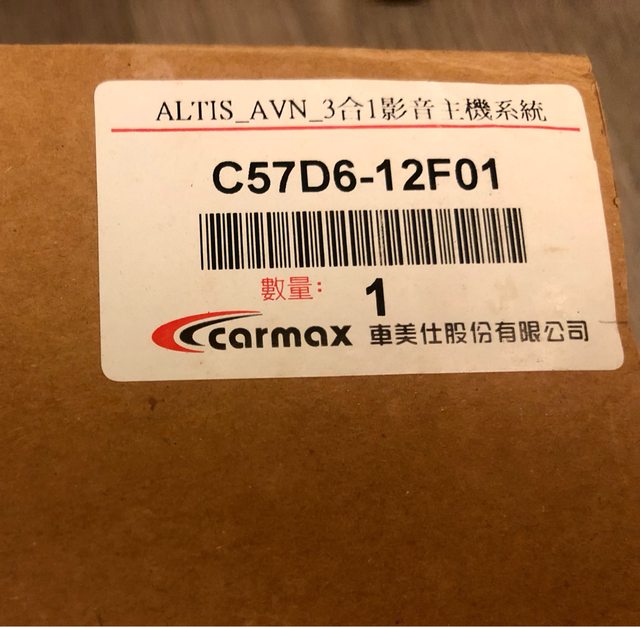 ALTIS_AVN_3合1影音主機系統
C57D6-12F01
數量: 1
carmax 車美仕股份有限公司